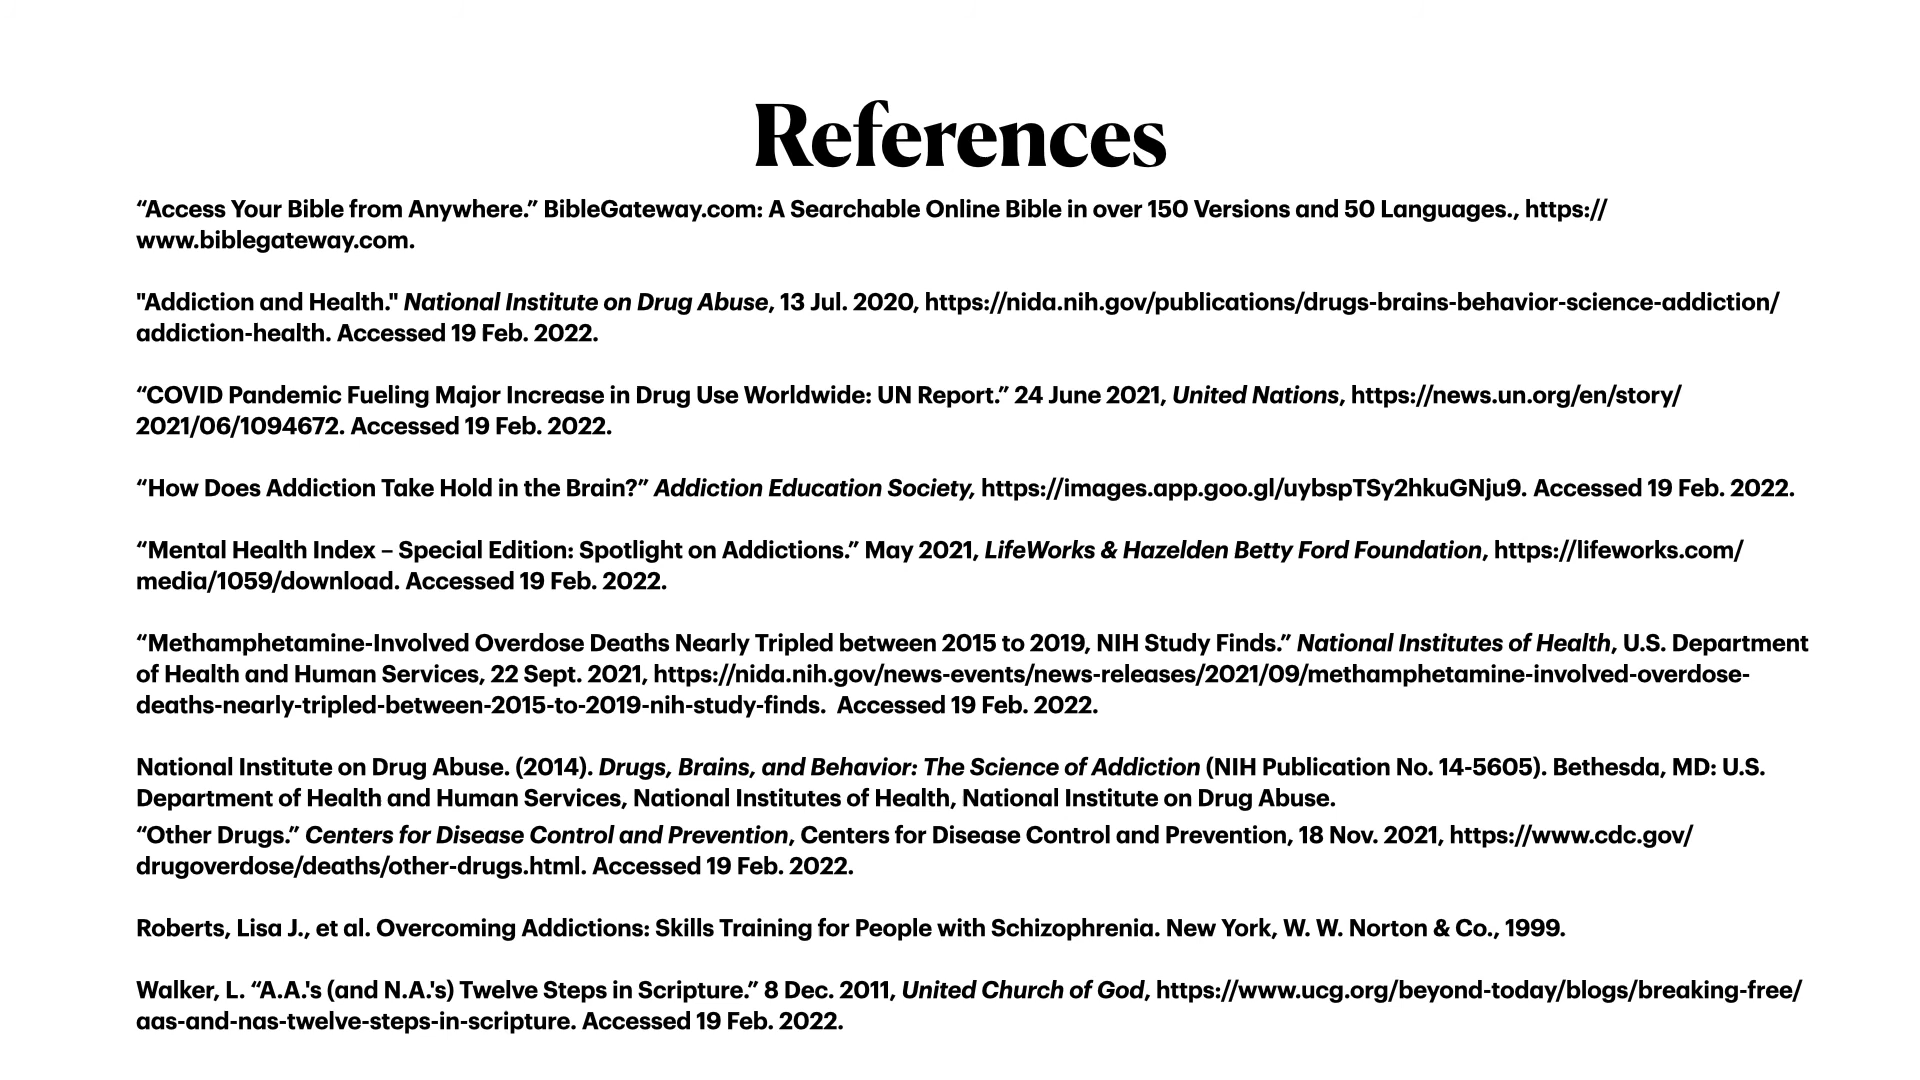 References
“Access Your Bible from Anywhere.” BibleGateway.com: A Searchable Online Bible in over 150 Versions and 50 Languages., https://
www.biblegateway.com.
"Addiction and Health." National Institute on Drug Abuse, 13 Jul. 2020, https://nida.nih.gov/publications/drugs-brains-behavior-science-addiction/
addiction-health. Accessed 19 Feb. 2022.
“COVID Pandemic Fueling Major Increase in Drug Use Worldwide: UN Report.” 24 June 2021, United Nations, https://news.un.org/en/story/
2021/06/1094672. Accessed 19 Feb. 2022.
“How Does Addiction Take Hold in the Brain?” Addiction Education Society, https://images.app.goo.gl/uybspTSy2hkuGNju9. Accessed 19 Feb. 2022.
“Mental Health Index – Special Edition: Spotlight on Addictions.” May 2021, LifeWorks & Hazelden Betty Ford Foundation, https://lifeworks.com/
media/1059/download. Accessed 19 Feb. 2022.
“Methamphetamine-Involved Overdose Deaths Nearly Tripled between 2015 to 2019, NIH Study Finds.” National Institutes of Health, U.S. Department
of Health and Human Services, 22 Sept. 2021, https://nida.nih.gov/news-events/news-releases/2021/09/methamphetamine-involved-overdose-
deaths-nearly-tripled-between-2015-to-2019-nih-study-finds.  Accessed 19 Feb. 2022.
National Institute on Drug Abuse. (2014). Drugs, Brains, and Behavior: The Science of Addiction (NIH Publication No. 14-5605). Bethesda, MD: U.S.
Department of Health and Human Services, National Institutes of Health, National Institute on Drug Abuse.
“Other Drugs.” Centers for Disease Control and Prevention, Centers for Disease Control and Prevention, 18 Nov. 2021, https://www.cdc.gov/
drugoverdose/deaths/other-drugs.html. Accessed 19 Feb. 2022.
Roberts, Lisa J., et al. Overcoming Addictions: Skills Training for People with Schizophrenia. New York, W. W. Norton & Co., 1999.
Walker, L. “A.A.'s (and N.A.'s) Twelve Steps in Scripture.” 8 Dec. 2011, United Church of God, https://www.ucg.org/beyond-today/blogs/breaking-free/
aas-and-nas-twelve-steps-in-scripture. Accessed 19 Feb. 2022.